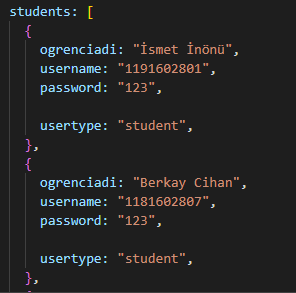 students: [
{
ogrenciadi: "İsmet İnönü",
username: "1191602801",
password: "123",
usertype: "student",
},
{
ogrenciadi: "Berkay Cihan",
username: "1181602807",
password: "123",
usertype: "student",
},